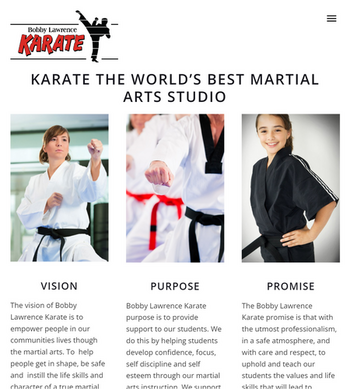 Bobby Lawrence
KARATE
KARATE THE WORLD'S BEST MARTIAL
ARTS STUDIO
VISION
The vision of Bobby
Lawrence Karate is to
empower people in our
communities lives though
the martial arts. To help
people get in shape, be safe
and instill the life skills and
character of a true martial
PURPOSE
Bobby Lawrence Karate
purpose is to provide
support to our students. We
do this by helping students
develop confidence, focus,
self discipline and self
esteem through our martial
arts instruction. We support
PROMISE
The Bobby Lawrence
Karate promise is that with
the utmost professionalism,
in a safe atmosphere, and
with care and respect, to
uphold and teach our
students the values and life
skills that will lead to